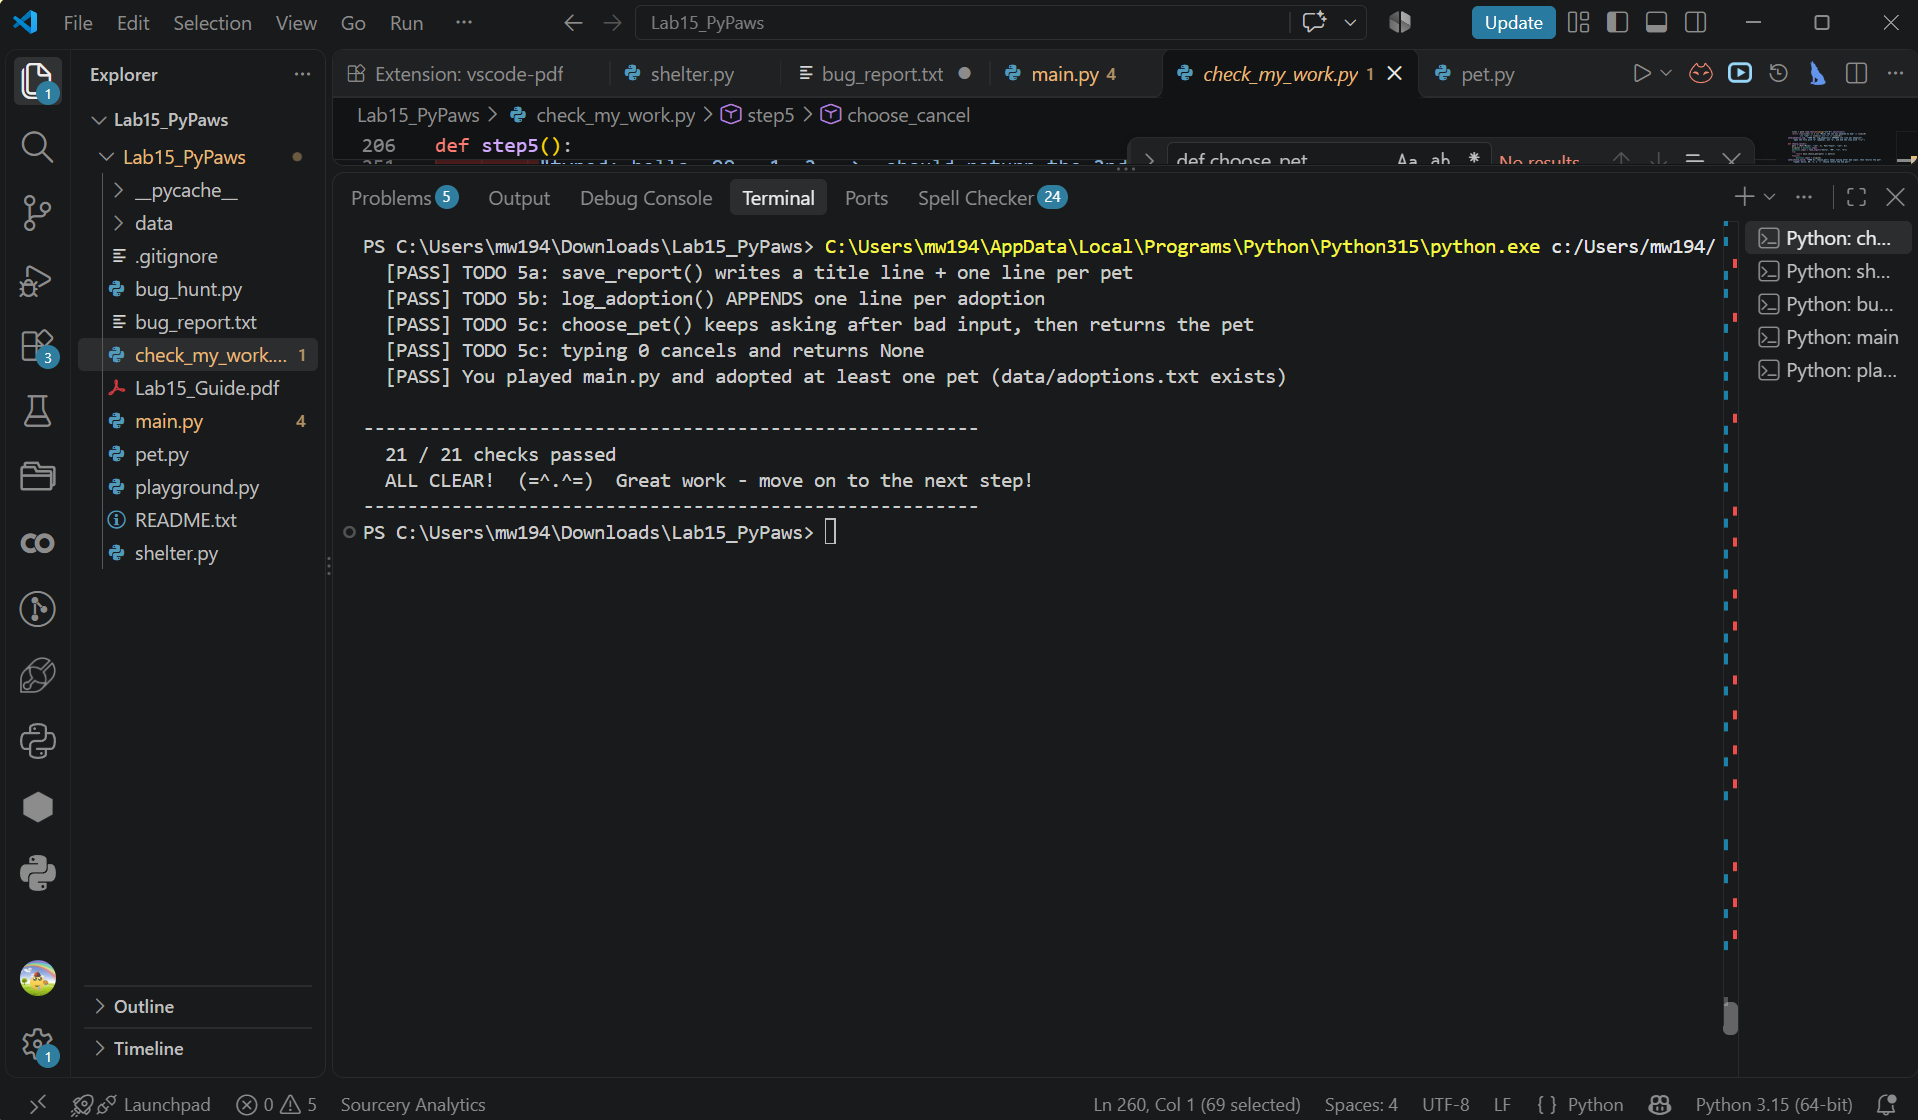 File Edit Selection View Go Run ··· Lab15_PyPaws Update
Explorer ···
1
Lab15_PyPaws
Lab15_PyPaws
__pycache__
data
.gitignore
bug_hunt.py
bug_report.txt
check_my_work.... 1
Lab15_Guide.pdf
main.py 4
pet.py
playground.py
README.txt
shelter.py
3
Outline
Timeline
1
Extension: vscode-pdf shelter.py bug_report.txt main.py 4 check_my_work.py 1 pet.py
Lab15_PyPaws > check_my_work.py > step5 > choose_cancel
206 def step5():
def choose_pet Aa ab * No results
Problems 5 Output Debug Console Terminal Ports Spell Checker 24
PS C:\Users\mw194\Downloads\Lab15_PyPaws> C:\Users\mw194\AppData\Local\Programs\Python\Python315\python.exe c:/Users/mw194/
[PASS] TODO 5a: save_report() writes a title line + one line per pet
[PASS] TODO 5b: log_adoption() APPENDS one line per adoption
[PASS] TODO 5c: choose_pet() keeps asking after bad input, then returns the pet
[PASS] TODO 5c: typing 0 cancels and returns None
[PASS] You played main.py and adopted at least one pet (data/adoptions.txt exists)
--------------------------------------------------------
21 / 21 checks passed
ALL CLEAR! (=^.^=) Great work - move on to the next step!
--------------------------------------------------------
PS C:\Users\mw194\Downloads\Lab15_PyPaws>
Python: ch...
Python: sh...
Python: bu...
Python: main
Python: pla...
Launchpad 0 5 Sourcery Analytics Ln 260, Col 1 (69 selected) Spaces: 4 UTF-8 LF { } Python Python 3.15 (64-bit)